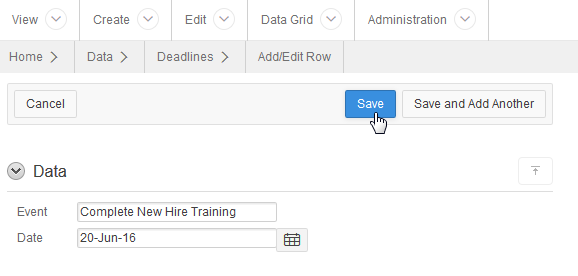 View Create Edit Data Grid Administration
Home Data Deadlines Add/Edit Row
Cancel Save Save and Add Another
Data
Event Complete New Hire Training
Date 20-Jun-16